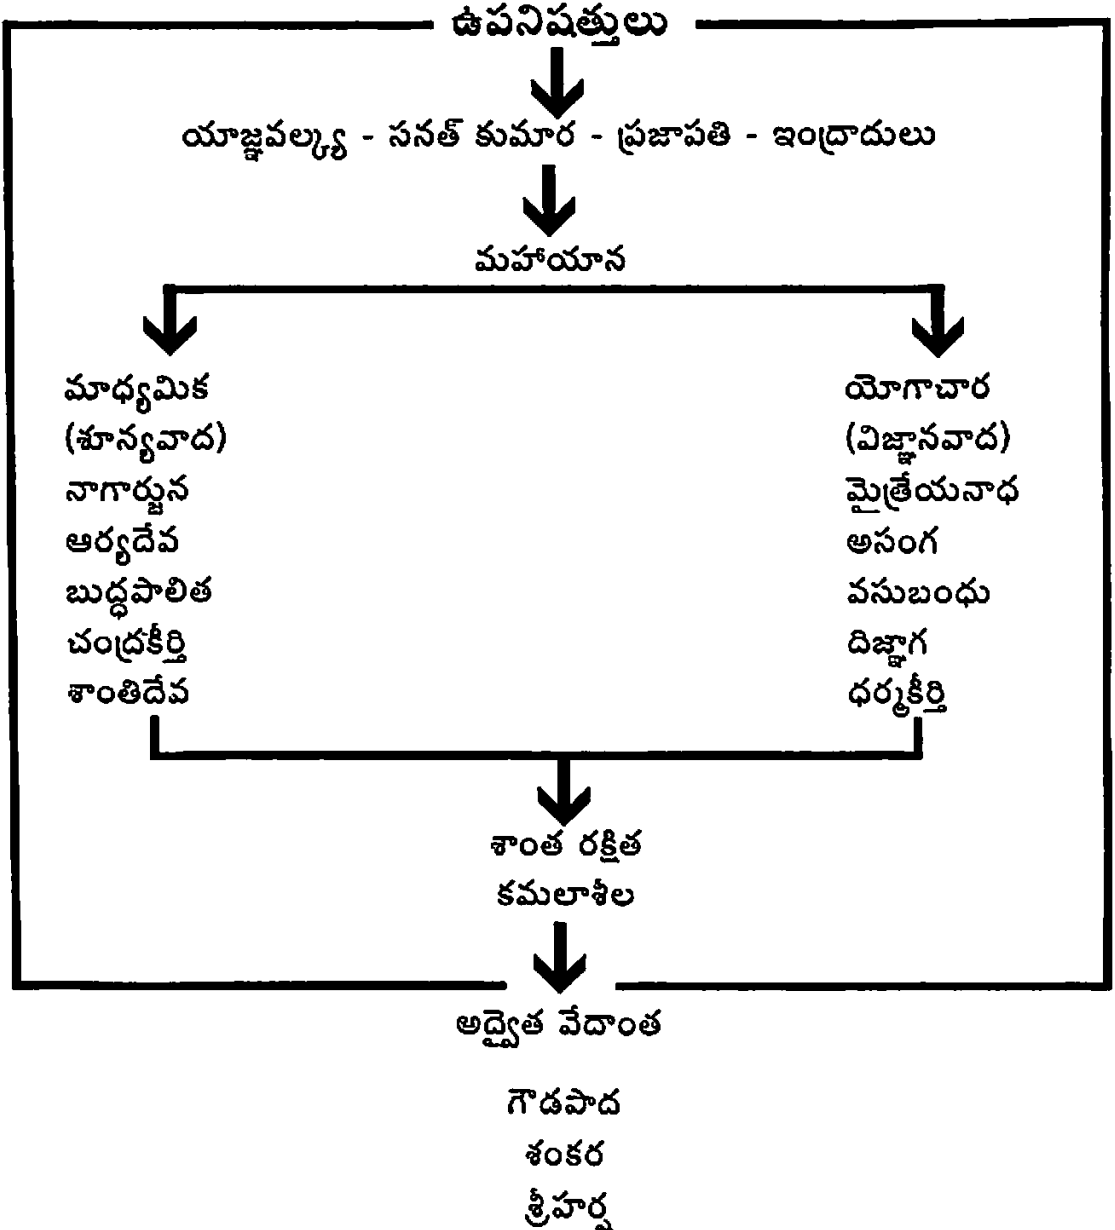 ఉపనిషత్తులు
యాజ్ఞవల్క్య - సనత్ కుమార - ప్రజాపతి - ఇంద్రాదులు
మహాయాన
మాధ్యమిక
(శూన్యవాద)
నాగార్జున
ఆర్యదేవ
బుద్ధపాలిత
చంద్రకీర్తి
శాంతిదేవ
యోగాచార
(విజ్ఞానవాద)
మైత్రేయనాధ
అసంగ
వసుబంధు
దిజ్ఞాగ
ధర్మకీర్తి
శాంత రక్షిత
కమలాశీల
అద్వైత వేదాంత
గౌడపాద
శంకర
శ్రీహర్ష